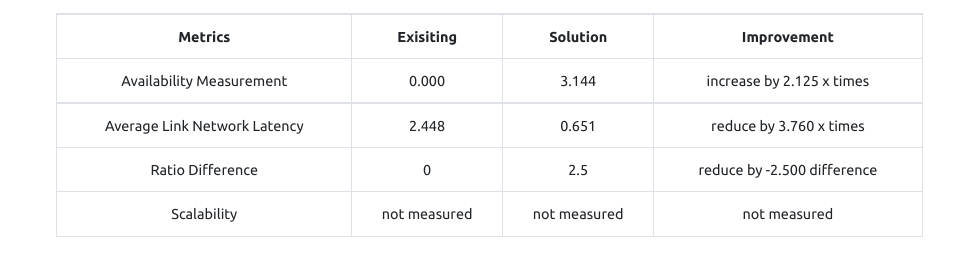 Metrics Exisiting Solution Improvement
Availability Measurement 0.000 3.144 increase by 2.125 x times
Average Link Network Latency 2.448 0.651 reduce by 3.760 x times
Ratio Difference 0 2.5 reduce by -2.500 difference
Scalability not measured not measured not measured